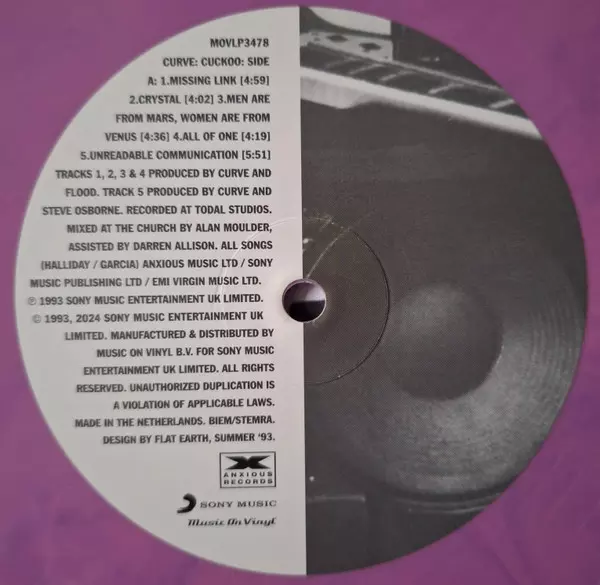 MOVLP3478
CURVE: CUCKOO: SIDE
A: 1.MISSING LINK [4:59]
2.CRYSTAL [4:02] 3.MEN ARE
FROM MARS, WOMEN ARE FROM
VENUS [4:36] 4.ALL OF ONE [4:19]
5.UNREADABLE COMMUNICATION [5:51]
TRACKS 1, 2, 3 & 4 PRODUCED BY CURVE AND
FLOOD. TRACK 5 PRODUCED BY CURVE AND
STEVE OSBORNE. RECORDED AT TODAL STUDIOS.
MIXED AT THE CHURCH BY ALAN MOULDER,
ASSISTED BY DARREN ALLISON. ALL SONGS
(HALLIDAY / GARCIA) ANXIOUS MUSIC LTD / SONY
MUSIC PUBLISHING LTD / EMI VIRGIN MUSIC LTD.
℗ 1993 SONY MUSIC ENTERTAINMENT UK LIMITED.
© 1993, 2024 SONY MUSIC ENTERTAINMENT UK
LIMITED. MANUFACTURED & DISTRIBUTED BY
MUSIC ON VINYL B.V. FOR SONY MUSIC
ENTERTAINMENT UK LIMITED. ALL RIGHTS
RESERVED. UNAUTHORIZED DUPLICATION IS
A VIOLATION OF APPLICABLE LAWS.
MADE IN THE NETHERLANDS. BIEM/STEMRA.
DESIGN BY FLAT EARTH, SUMMER '93.
X
ANXIOUS
RECORDS
SONY MUSIC
Music On Vinyl